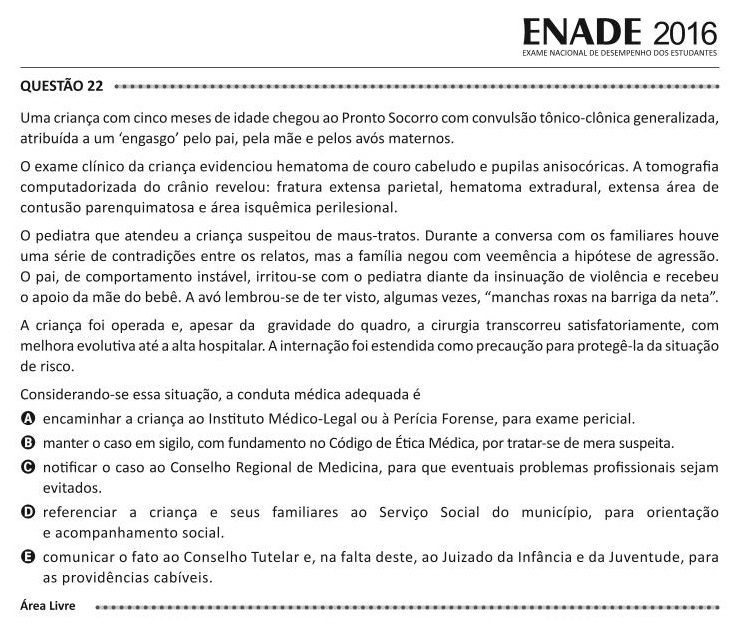 ENADE 2016
EXAME NACIONAL DE DESEMPENHO DOS ESTUDANTES
QUESTÃO 22
Uma criança com cinco meses de idade chegou ao Pronto Socorro com convulsão tônico-clônica generalizada,
atribuída a um ‘engasgo’ pelo pai, pela mãe e pelos avós maternos.
O exame clínico da criança evidenciou hematoma de couro cabeludo e pupilas anisocóricas. A tomografia
computadorizada do crânio revelou: fratura extensa parietal, hematoma extradural, extensa área de
contusão parenquimatosa e área isquêmica perilesional.
O pediatra que atendeu a criança suspeitou de maus-tratos. Durante a conversa com os familiares houve
uma série de contradições entre os relatos, mas a família negou com veemência a hipótese de agressão.
O pai, de comportamento instável, irritou-se com o pediatra diante da insinuação de violência e recebeu
o apoio da mãe do bebê. A avó lembrou-se de ter visto, algumas vezes, “manchas roxas na barriga da neta”.
A criança foi operada e, apesar da gravidade do quadro, a cirurgia transcorreu satisfatoriamente, com
melhora evolutiva até a alta hospitalar. A internação foi estendida como precaução para protegê-la da situação
de risco.
Considerando-se essa situação, a conduta médica adequada é
A encaminhar a criança ao Instituto Médico-Legal ou à Perícia Forense, para exame pericial.
B manter o caso em sigilo, com fundamento no Código de Ética Médica, por tratar-se de mera suspeita.
C notificar o caso ao Conselho Regional de Medicina, para que eventuais problemas profissionais sejam
evitados.
D referenciar a criança e seus familiares ao Serviço Social do município, para orientação
e acompanhamento social.
E comunicar o fato ao Conselho Tutelar e, na falta deste, ao Juizado da Infância e da Juventude, para
as providências cabíveis.
Área Livre